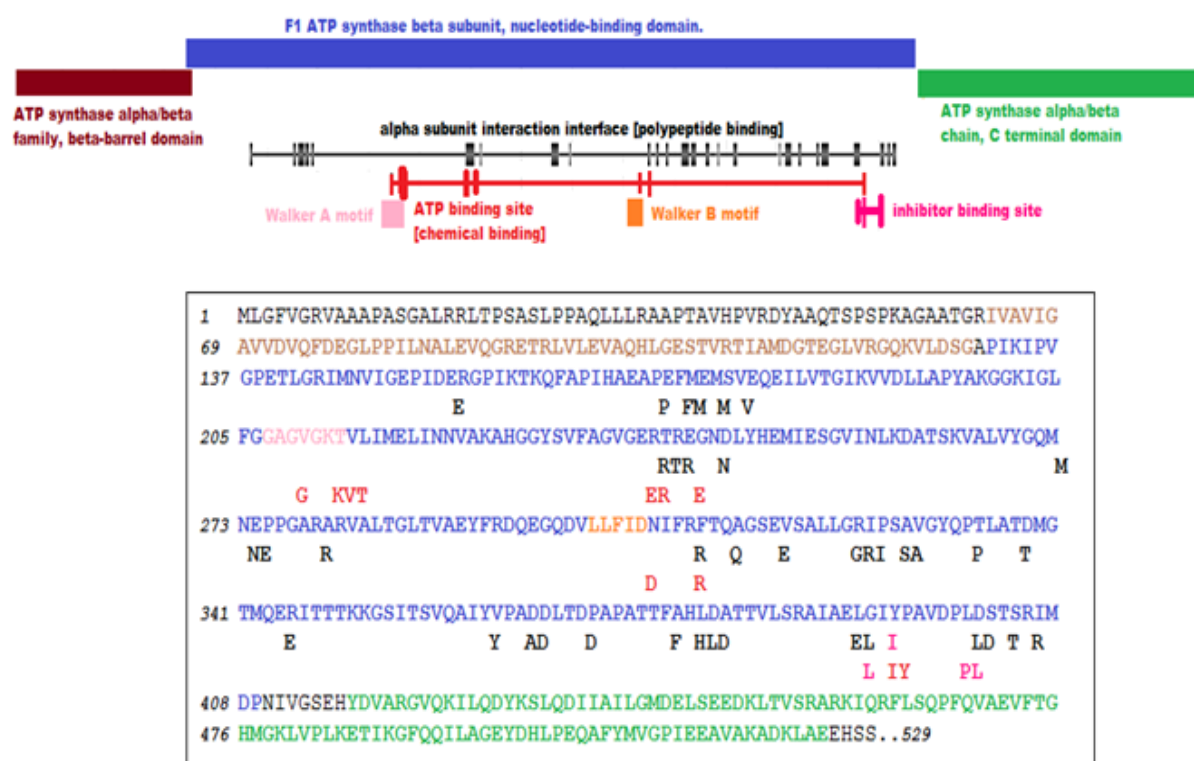 F1 ATP synthase beta subunit, nucleotide-binding domain.
ATP synthase alpha/beta
family, beta-barrel domain
ATP synthase alpha/beta
chain, C terminal domain
alpha subunit interaction interface [polypeptide binding]
Walker A motif
ATP binding site
[chemical binding]
Walker B motif
inhibitor binding site
1 MLGFVGRVAAAPASGALRRLTPSASLPPAQLLLRAAPTAVHPVRDYAAQTSPSPKAGAATGRIVAVIG
69 AVVDVQFDEGLPPILNALEVQGRETRLVLEVAQHLGESTVRTIAMDGTEGLVRGQKVLDSGAPIKIPV
137 GPETLGRIMNVIGEPIDERGPIKTKQFAPIHAEAPEFMEMSVEQEILVTGIKVVDLLAPYAKGGKIGL
E P FM M V
205 FGGAGVGKTVLIMELINNVAKAHGGYSVFAGVGERTREGNDLYHEMIESGVINLKDATSKVALVYGQM
RTR N M
G KVT ER E
273 NEPPGARARVALTGLTVAEYFRDQEGQDVLLFIDNIFRFTQAGSEVSALLGRIPSAVGYQPTLATDMG
NE R R Q E GRI SA P T
D R
341 TMQERITTTKKGSITSVQAIYVPADDLTDPAPATTFAHLDATTVLSRAIAELGIYPAVDPLDSTSRIM
E Y AD D F HLD EL I LD T R
L IY PL
408 DPNIVGSEHYDVARGVQKILQDYKSLQDIIAILGMDELSEEDKLTVSRARKIQRFLSQPFQVAEVFTG
476 HMGKLVPLKETIKGFQQILAGEYDHLPEQAFYMVGPIEEAVAKADKLAEEHSS..529